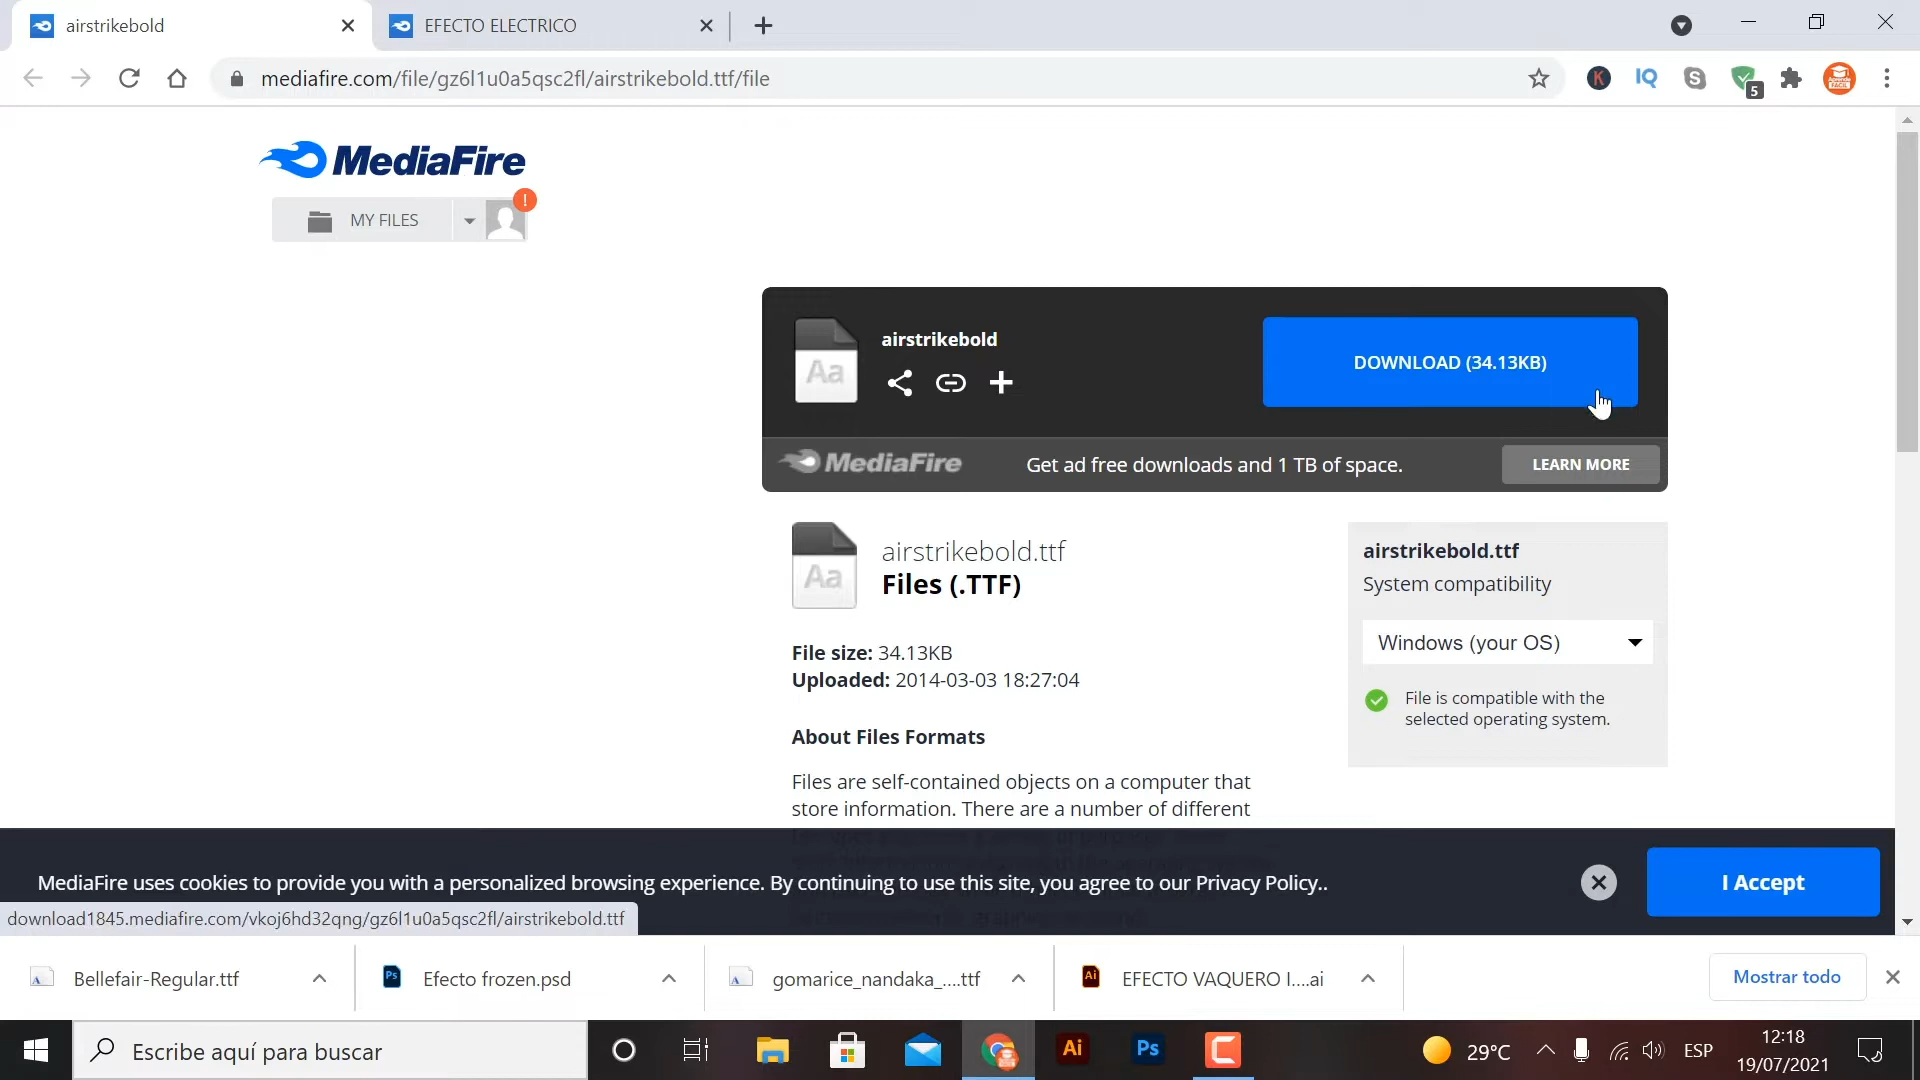 airstrikebold
EFECTO ELECTRICO
mediafire.com/file/gz6l1u0a5qsc2fl/airstrikebold.ttf/file
K
IQ
S
5
MediaFire
MY FILES
!
Aa
airstrikebold
DOWNLOAD (34.13KB)
MediaFire
Get ad free downloads and 1 TB of space.
LEARN MORE
Aa
airstrikebold.ttf
Files (.TTF)
File size: 34.13KB
Uploaded: 2014-03-03 18:27:04
About Files Formats
Files are self-contained objects on a computer that
store information. There are a number of different
airstrikebold.ttf
System compatibility
Windows (your OS)
File is compatible with the
selected operating system.
MediaFire uses cookies to provide you with a personalized browsing experience. By continuing to use this site, you agree to our Privacy Policy..
I Accept
download1845.mediafire.com/vkoj6hd32qng/gz6l1u0a5qsc2fl/airstrikebold.ttf
Bellefair-Regular.ttf
Ps
Efecto frozen.psd
gomarice_nandaka_....ttf
Ai
EFECTO VAQUERO I....ai
Mostrar todo
Escribe aquí para buscar
Ai
Ps
29°C
ESP
12:18
19/07/2021